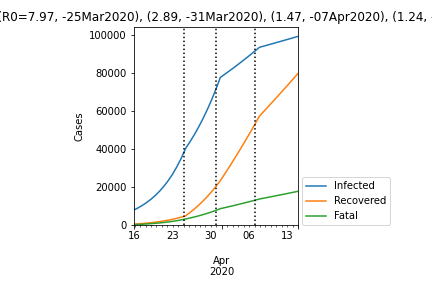 (R0=7.97, -25Mar2020), (2.89, -31Mar2020), (1.47, -07Apr2020), (1.24, -
100000
80000
60000
40000
20000
0
Cases
16 23 30 06 13
Apr
2020
Infected
Recovered
Fatal